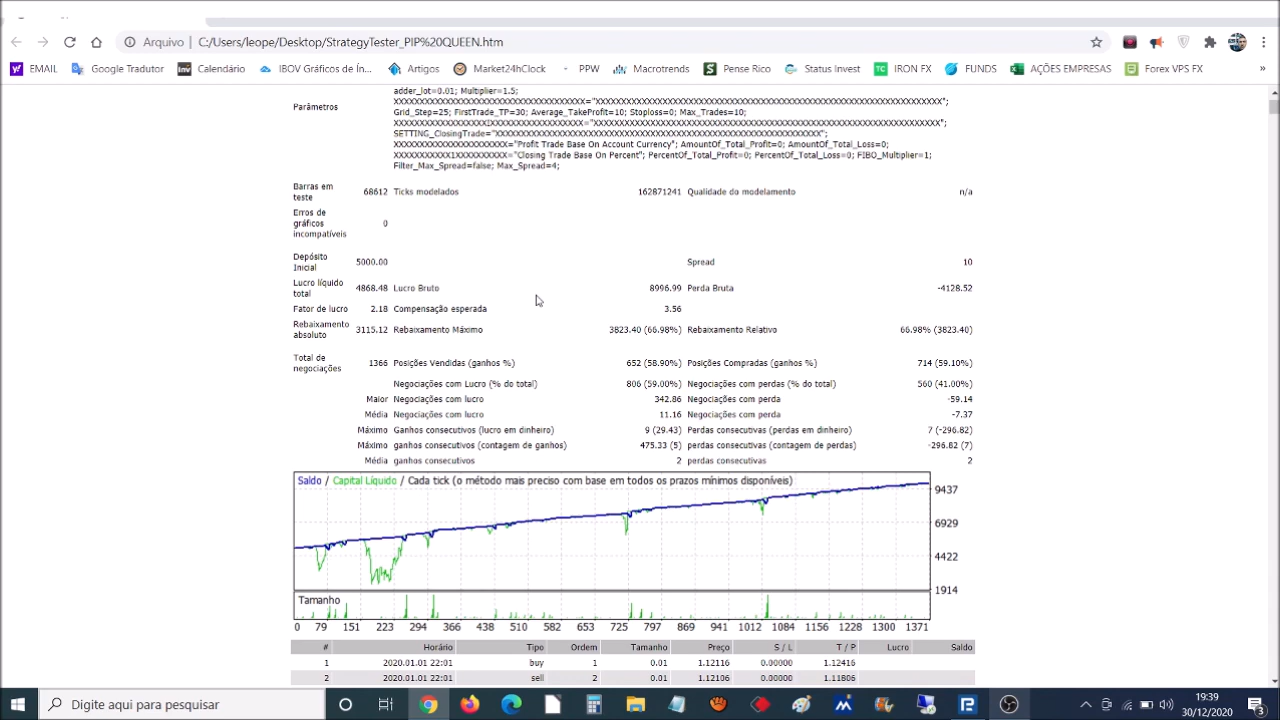 Arquivo | C:/Users/leope/Desktop/StrategyTester_PIP%20QUEEN.htm
EMAIL Google Tradutor Calendário IBOV Gráficos de Ín... Artigos Market24hClock PPW Macrotrends Pense Rico Status Invest IRON FX FUNDS AÇÕES EMPRESAS Forex VPS FX »
adder_lot=0.01; Multiplier=1.5;
Parâmetros
Grid_Step=25; FirstTrade_TP=30; Average_TakeProfit=10; Stoploss=0; Max_Trades=10;
XXXXXXXXXXXXXXXXXXXXXX="Profit Trade Base On Account Currency"; AmountOf_Total_Profit=0; AmountOf_Total_Loss=0;
XXXXXXXXXXX1XXXXXXXXXX="Closing Trade Base On Percent"; PercentOf_Total_Profit=0; PercentOf_Total_Loss=0; FIBO_Multiplier=1;
Filter_Max_Spread=false; Max_Spread=4;
Barras em teste 68612 Ticks modelados 162871241 Qualidade do modelamento n/a
Erros de gráficos incompatíveis 0
Depósito Inicial 5000.00 Spread 10
Lucro líquido total 4868.48 Lucro Bruto 8996.99 Perda Bruta -4128.52
Fator de lucro 2.18 Compensação esperada 3.56
Rebaixamento absoluto 3115.12 Rebaixamento Máximo 3823.40 (66.98%) Rebaixamento Relativo 66.98% (3823.40)
Total de negociações 1366 Posições Vendidas (ganhos %) 652 (58.90%) Posições Compradas (ganhos %) 714 (59.10%)
Negociações com Lucro (% do total) 806 (59.00%) Negociações com perdas (% do total) 560 (41.00%)
Maior Negociações com lucro 342.86 Negociações com perda -59.14
Média Negociações com lucro 11.16 Negociações com perda -7.37
Máximo Ganhos consecutivos (lucro em dinheiro) 9 (29.43) Perdas consecutivas (perdas em dinheiro) 7 (-296.82)
Máximo ganhos consecutivos (contagem de ganhos) 475.33 (5) perdas consecutivas (contagem de perdas) -296.82 (7)
Média ganhos consecutivos 2 perdas consecutivas 2
Saldo / Capital Líquido / Cada tick (o método mais preciso com base em todos os prazos mínimos disponíveis)
9437
6929
4422
1914
Tamanho
0 79 151 223 294 366 438 510 582 653 725 797 869 941 1012 1084 1156 1228 1300 1371
# Horário Tipo Ordem Tamanho Preço S / L T / P Lucro Saldo
1 2020.01.01 22:01 buy 1 0.01 1.12116 0.00000 1.12416
2 2020.01.01 22:01 sell 2 0.01 1.12106 0.00000 1.11806
Digite aqui para pesquisar
19:39
30/12/2020